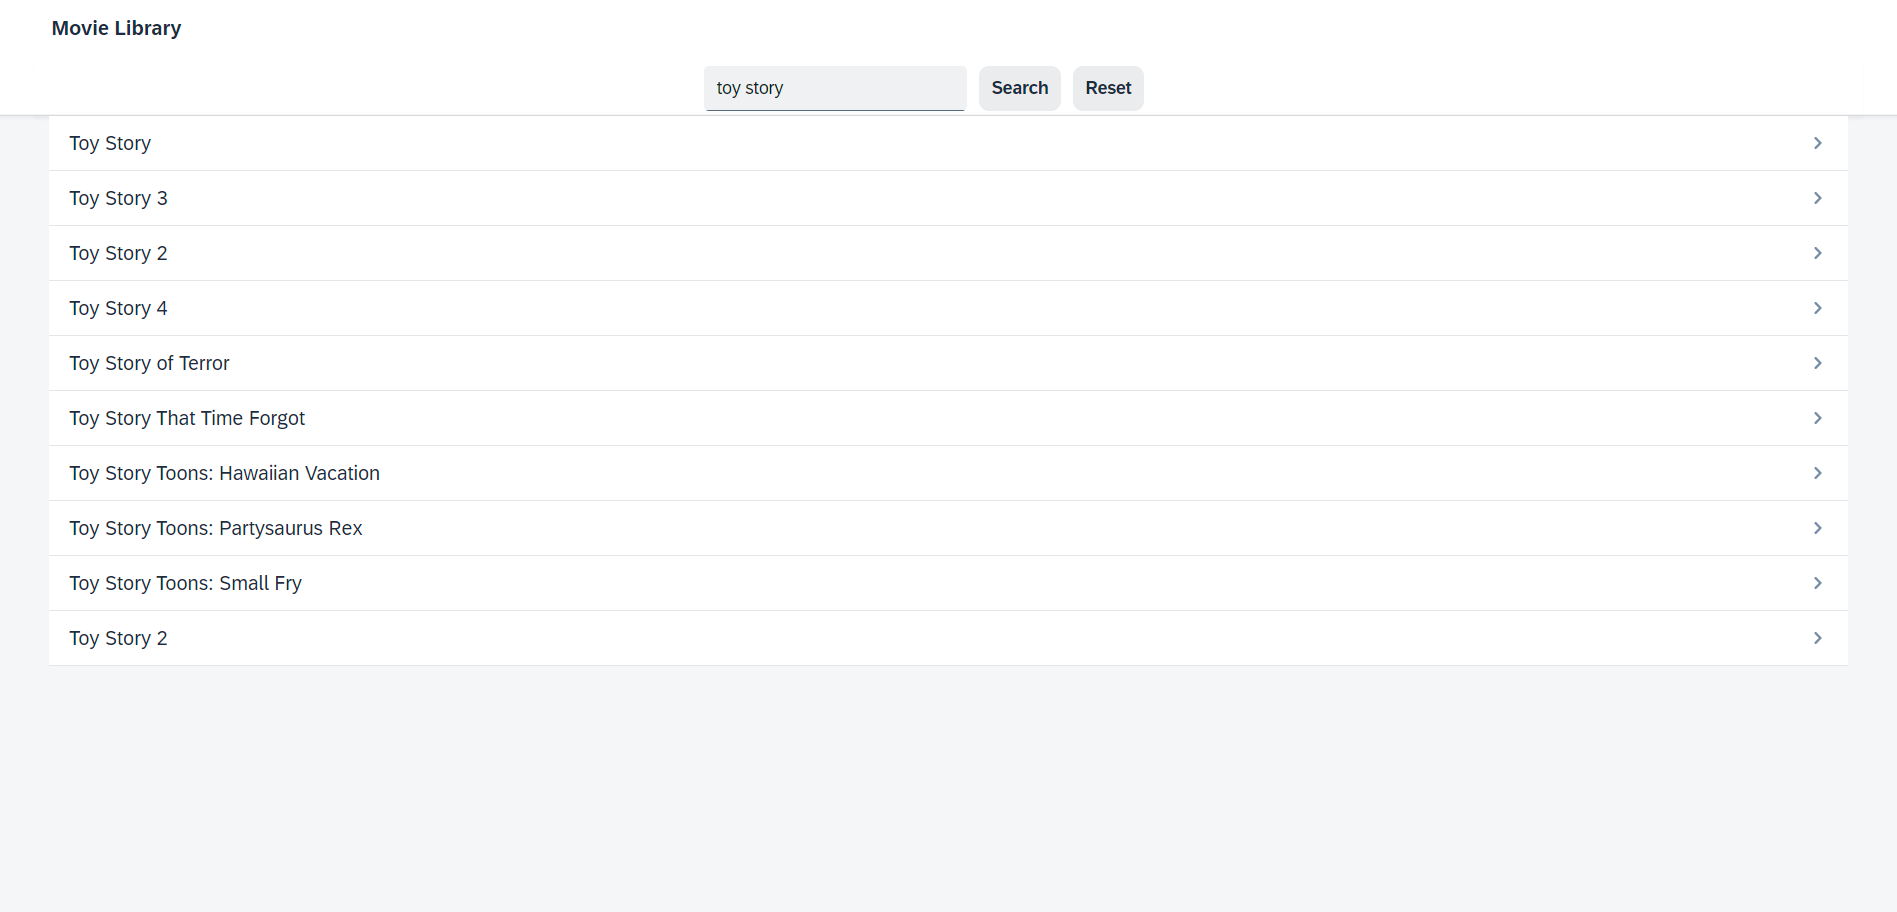 Movie Library
toy story Search Reset
Toy Story
Toy Story 3
Toy Story 2
Toy Story 4
Toy Story of Terror
Toy Story That Time Forgot
Toy Story Toons: Hawaiian Vacation
Toy Story Toons: Partysaurus Rex
Toy Story Toons: Small Fry
Toy Story 2